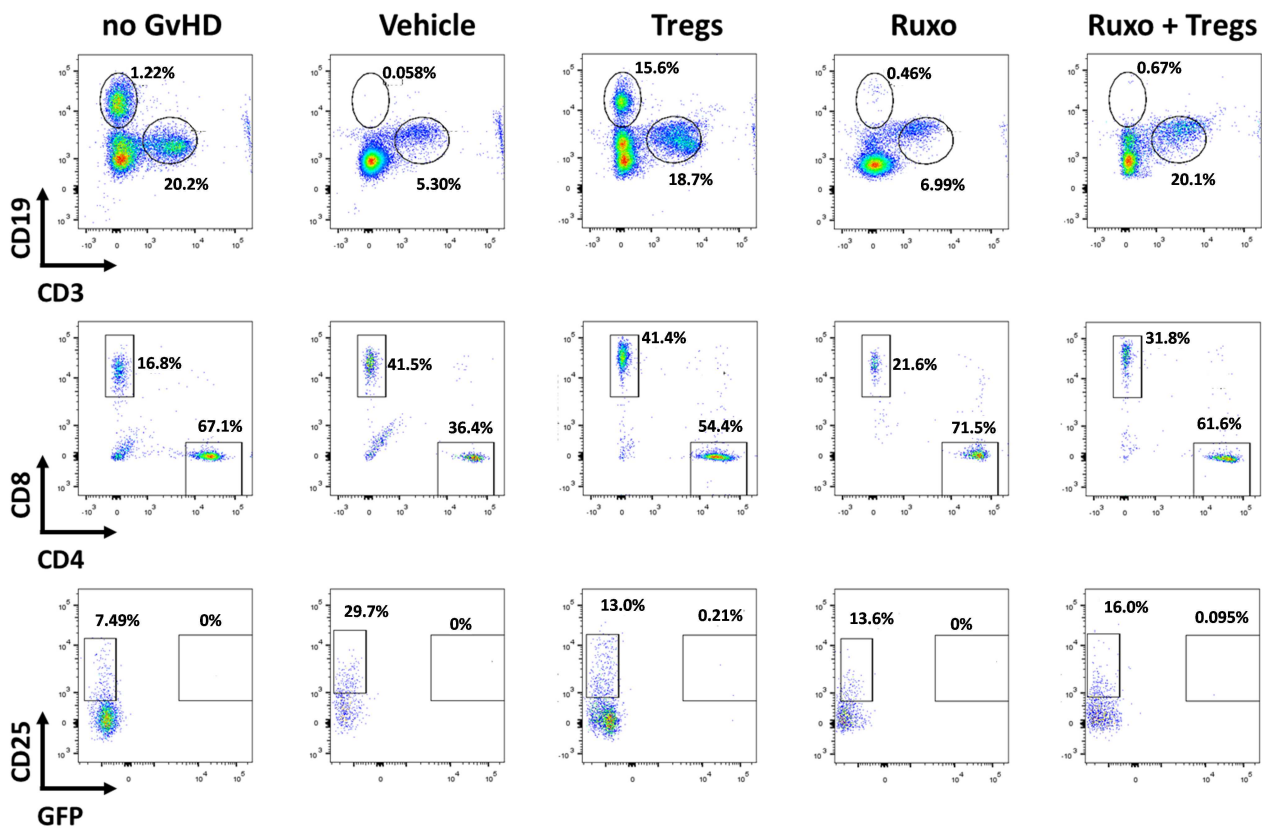 no GvHD Vehicle Tregs Ruxo Ruxo + Tregs
1.22% 0.058% 15.6% 0.46% 0.67%
20.2% 5.30% 18.7% 6.99% 20.1%
CD19
CD3
16.8% 41.5% 41.4% 21.6% 31.8%
67.1% 36.4% 54.4% 71.5% 61.6%
CD8
CD4
7.49% 0% 29.7% 0% 13.0% 0.21% 13.6% 0% 16.0% 0.095%
CD25
GFP